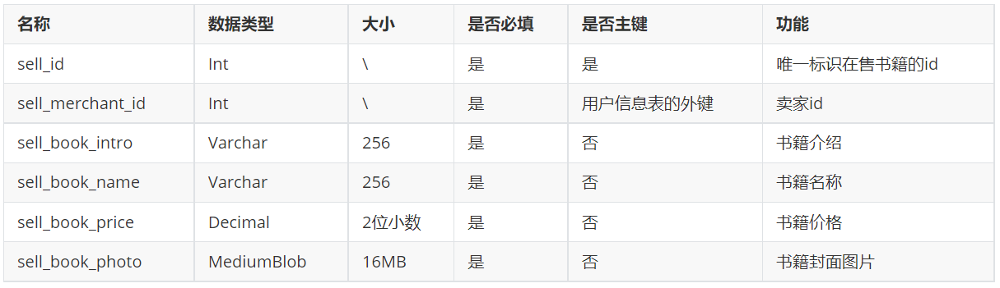 名称 数据类型 大小 是否必填 是否主键 功能
sell_id Int \ 是 是 唯一标识在售书籍的id
sell_merchant_id Int \ 是 用户信息表的外键 卖家id
sell_book_intro Varchar 256 是 否 书籍介绍
sell_book_name Varchar 256 是 否 书籍名称
sell_book_price Decimal 2位小数 是 否 书籍价格
sell_book_photo MediumBlob 16MB 是 否 书籍封面图片